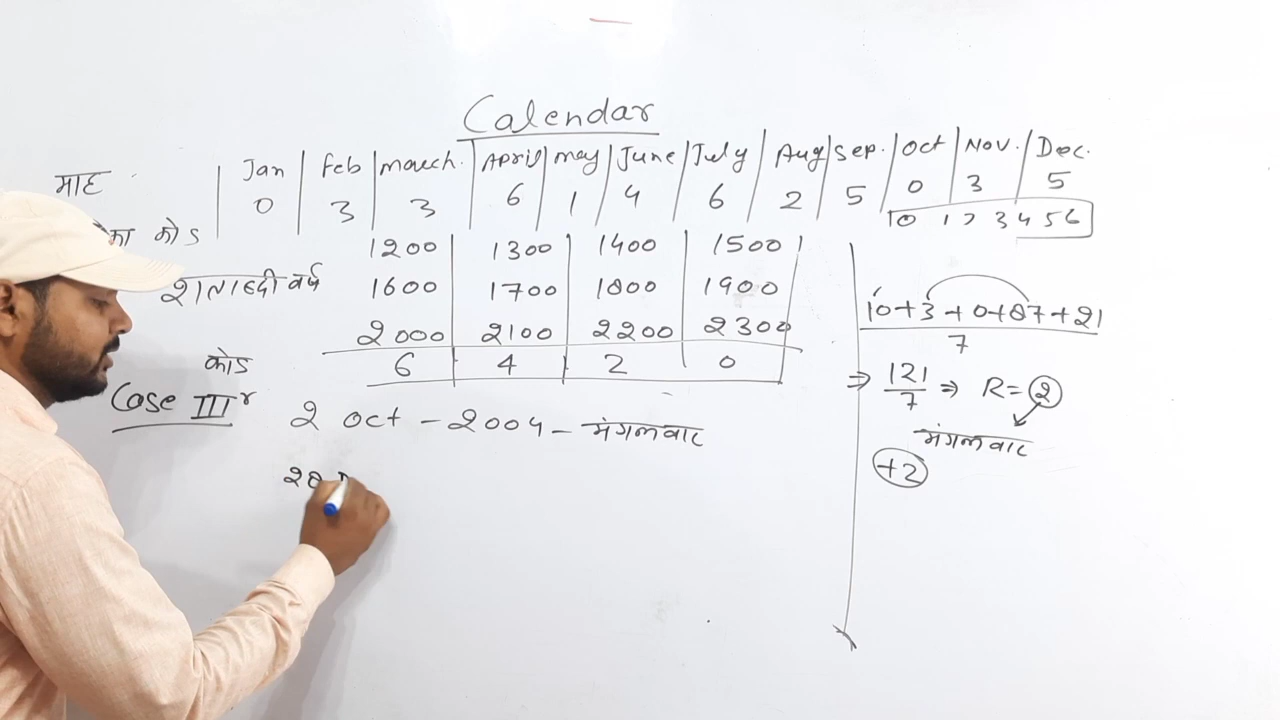 Calendar
माह Jan Feb March. April May June July Aug Sep. Oct Nov. Dec.
का कोड 0 3 3 6 1 4 6 2 5 0 3 5
0 1 2 3 4 5 6
शताब्दी वर्ष 1200 1300 1400 1500
1600 1700 1800 1900
2000 2100 2200 2300
कोड 6 4 2 0
Case III 2 Oct - 2004 - मंगलवार
28
10+3+0+87+21
7
⇒ 121/7 ⇒ R = 2
मंगलवार
+2